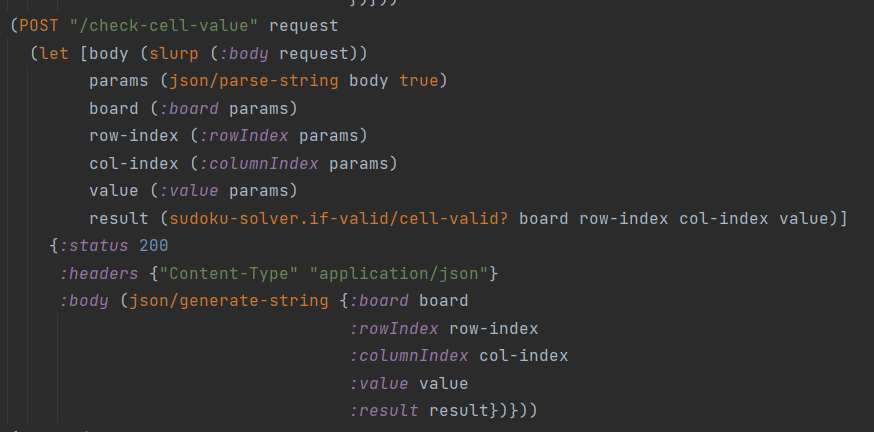 })}))
(POST "/check-cell-value" request
(let [body (slurp (:body request))
params (json/parse-string body true)
board (:board params)
row-index (:rowIndex params)
col-index (:columnIndex params)
value (:value params)
result (sudoku-solver.if-valid/cell-valid? board row-index col-index value)]
{:status 200
:headers {"Content-Type" "application/json"}
:body (json/generate-string {:board board
:rowIndex row-index
:columnIndex col-index
:value value
:result result})}))